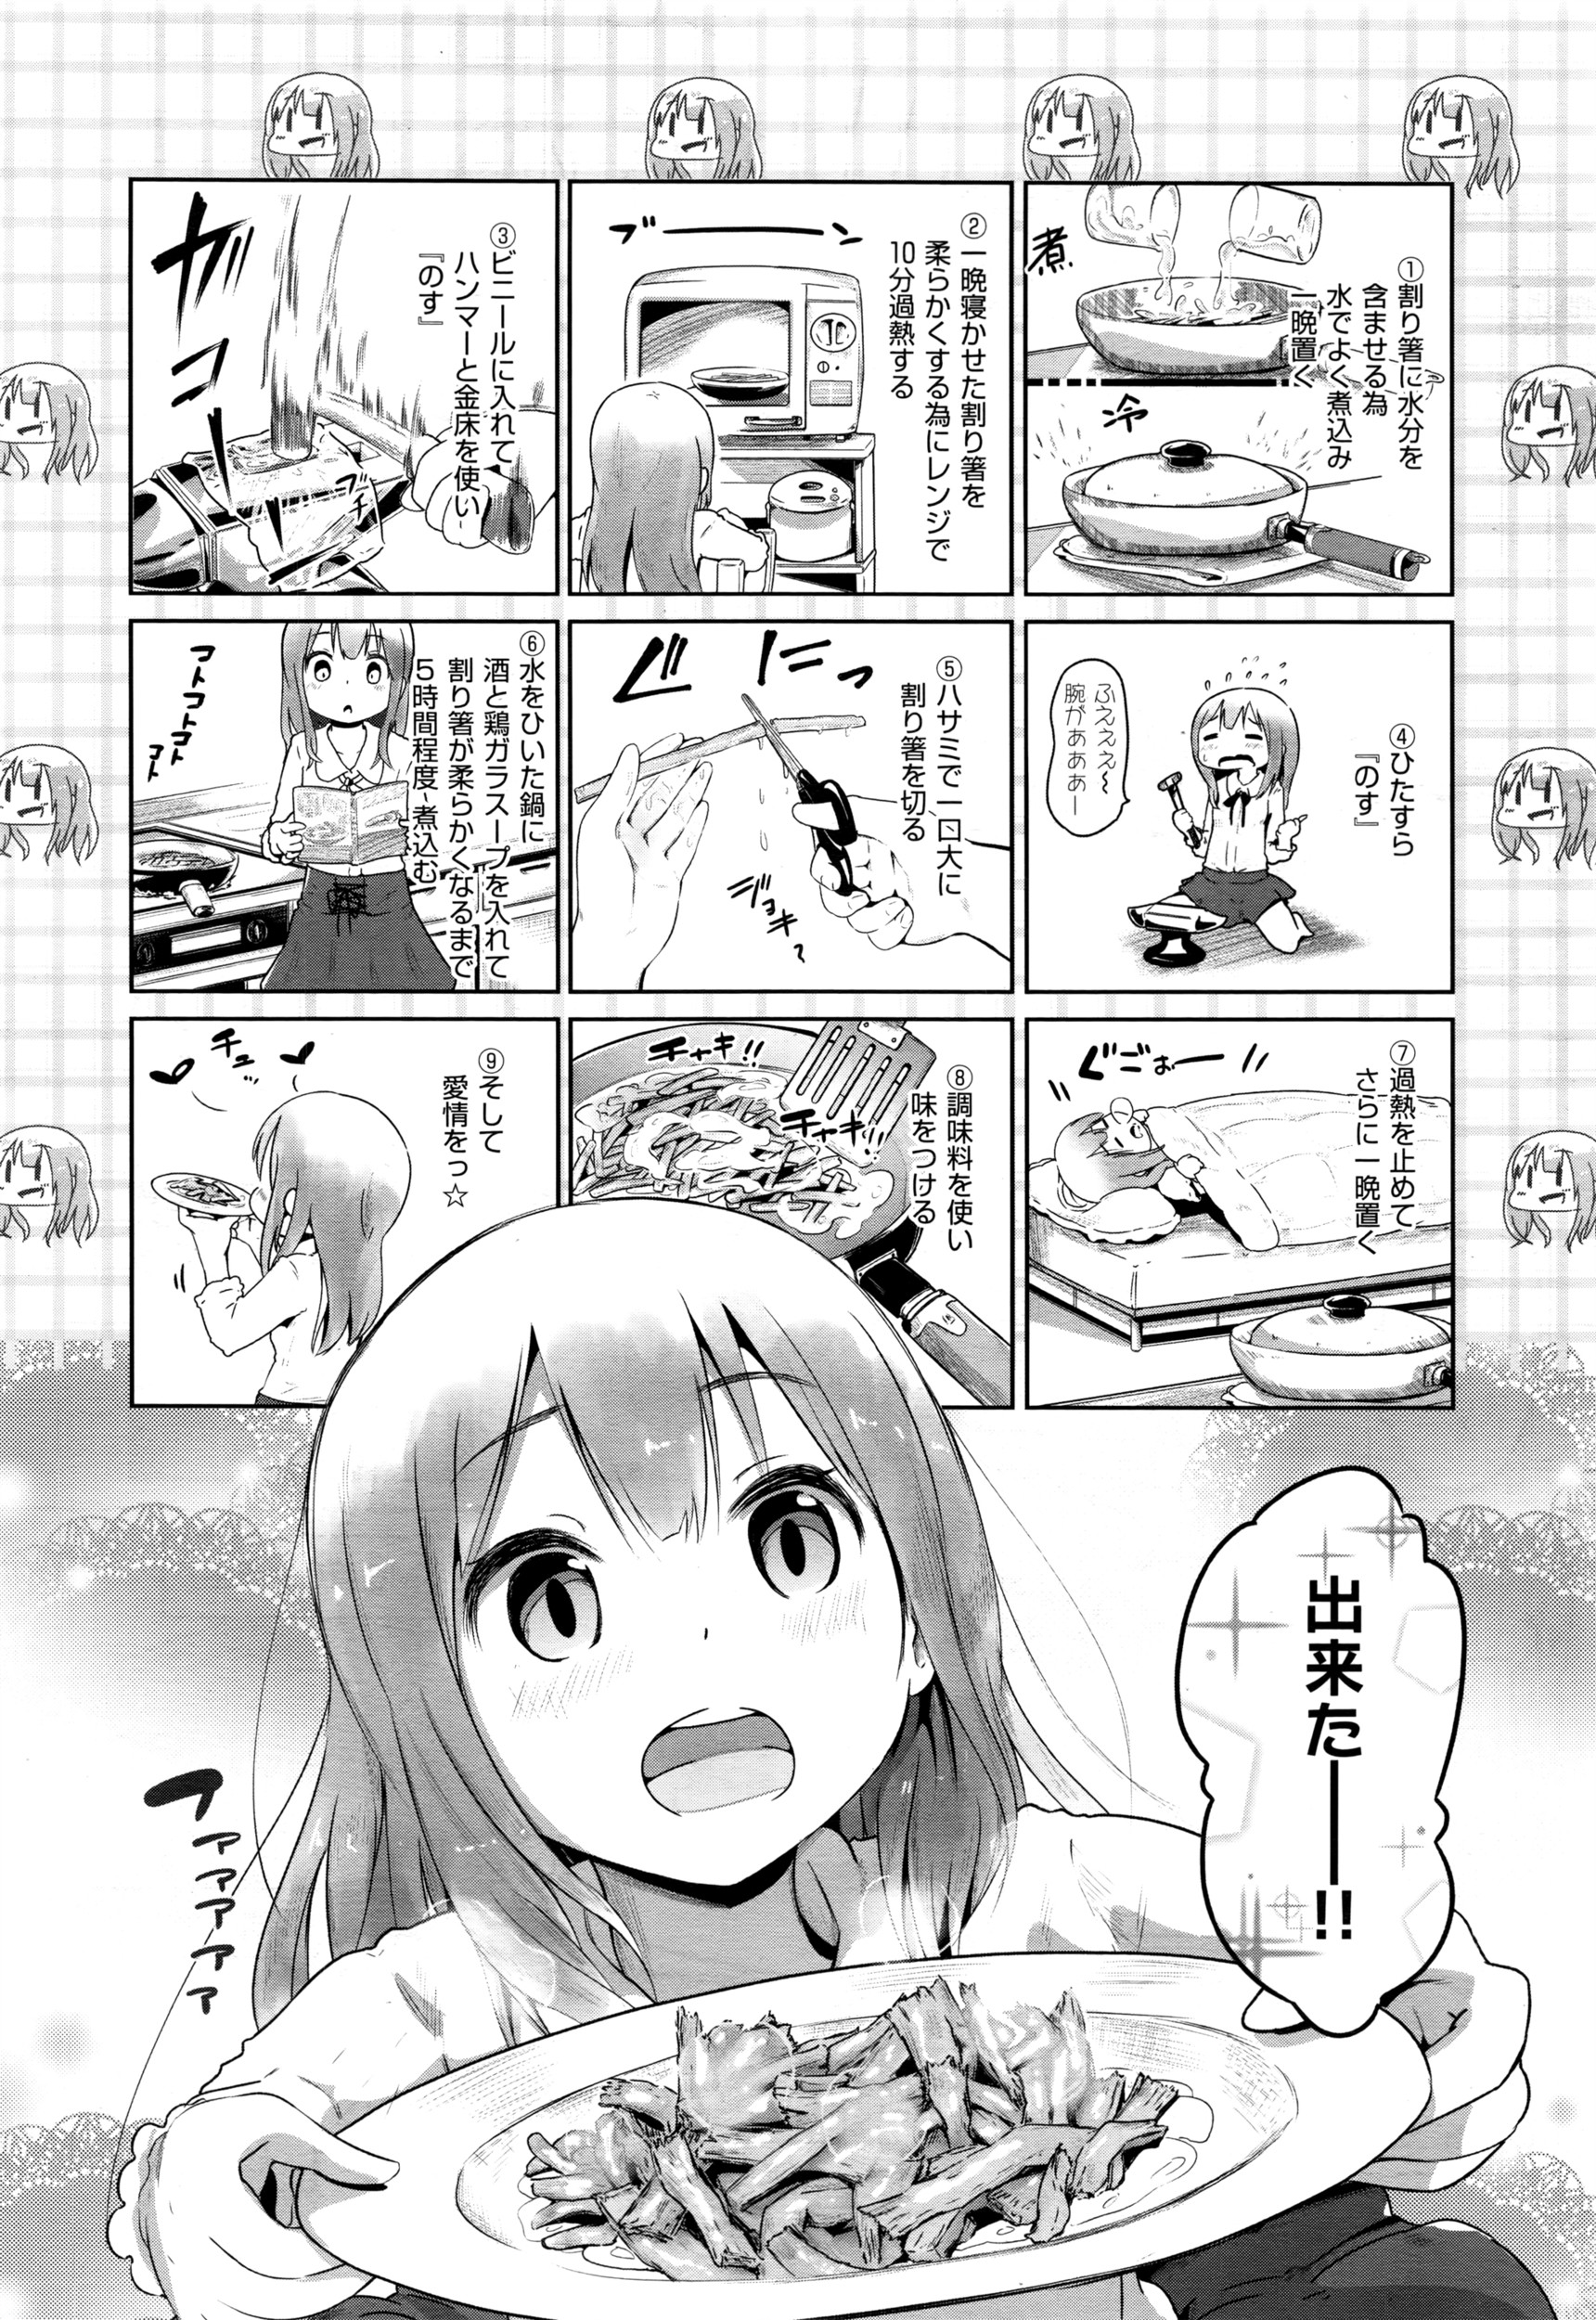 ①割り箸に水分を
含ませる為
水でよく煮込み
一晩置く
煮
冷
②一晩寝かせた割り箸を
柔らかくする為にレンジで
10分過熱する
ブーーーン
③ビニールに入れて
ハンマーと金床を使い
『のす』
ガッ
コッ
ブチ
④ひたすら
『のす』
ふえええ~
腕がああぁー
⑤ハサミで一口大に
割り箸を切る
ぐにっ
ジョキ~
⑥水をひいた鍋に
酒と鶏ガラスープを入れて
割り箸が柔らかくなるまで
5時間程度-煮込む
コトコトコト
コト
⑦過熱を止めて
さらに一晩置く
ぐごぉーー
⑧調味料を使い
味をつける
チャキ!!
チャキ!!
⑨そして
愛情をっ☆
チュ
出来たーー!!
ファァァァァァ